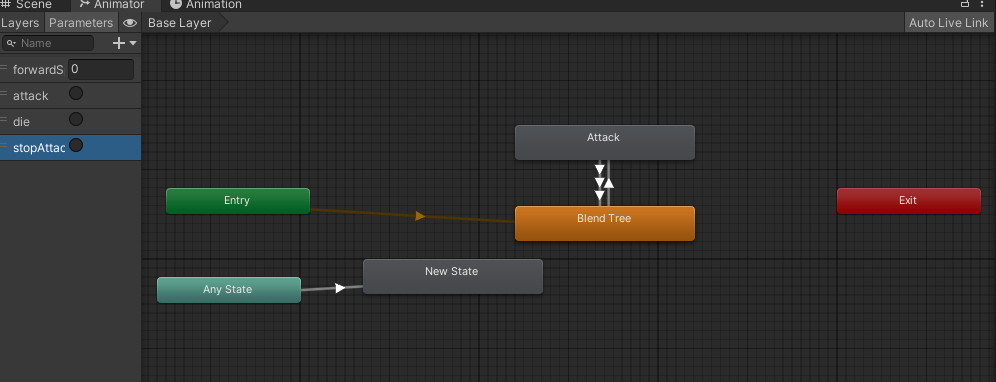 Scene
Animator
Animation
Layers
Parameters
Base Layer
Auto Live Link
Name
forwardS
0
attack
die
stopAttac
Attack
Entry
Blend Tree
Exit
New State
Any State